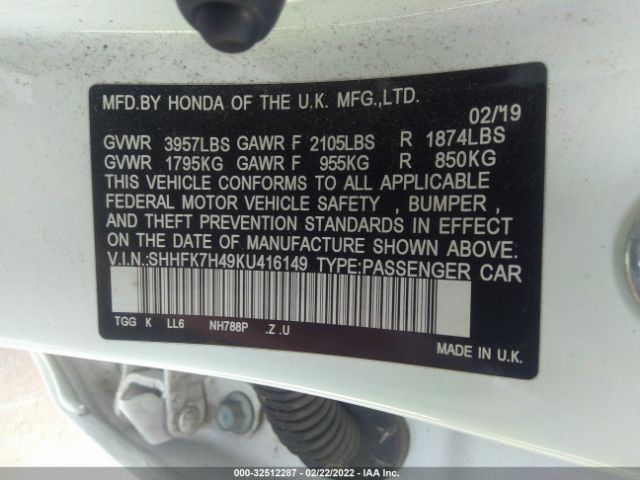 MFD.BY HONDA OF THE U.K. MFG.,LTD.
02/19
GVWR 3957LBS GAWR F 2105LBS R 1874LBS
GVWR 1795KG GAWR F 955KG R 850KG
THIS VEHICLE CONFORMS TO ALL APPLICABLE
FEDERAL MOTOR VEHICLE SAFETY , BUMPER ,
AND THEFT PREVENTION STANDARDS IN EFFECT
ON THE DATE OF MANUFACTURE SHOWN ABOVE.
V.I.N.:SHHFK7H49KU416149 TYPE:PASSENGER CAR
TGG K LL6 NH788P .Z .U
MADE IN U.K.
000-32512287 - 02/22/2022 - IAA Inc.